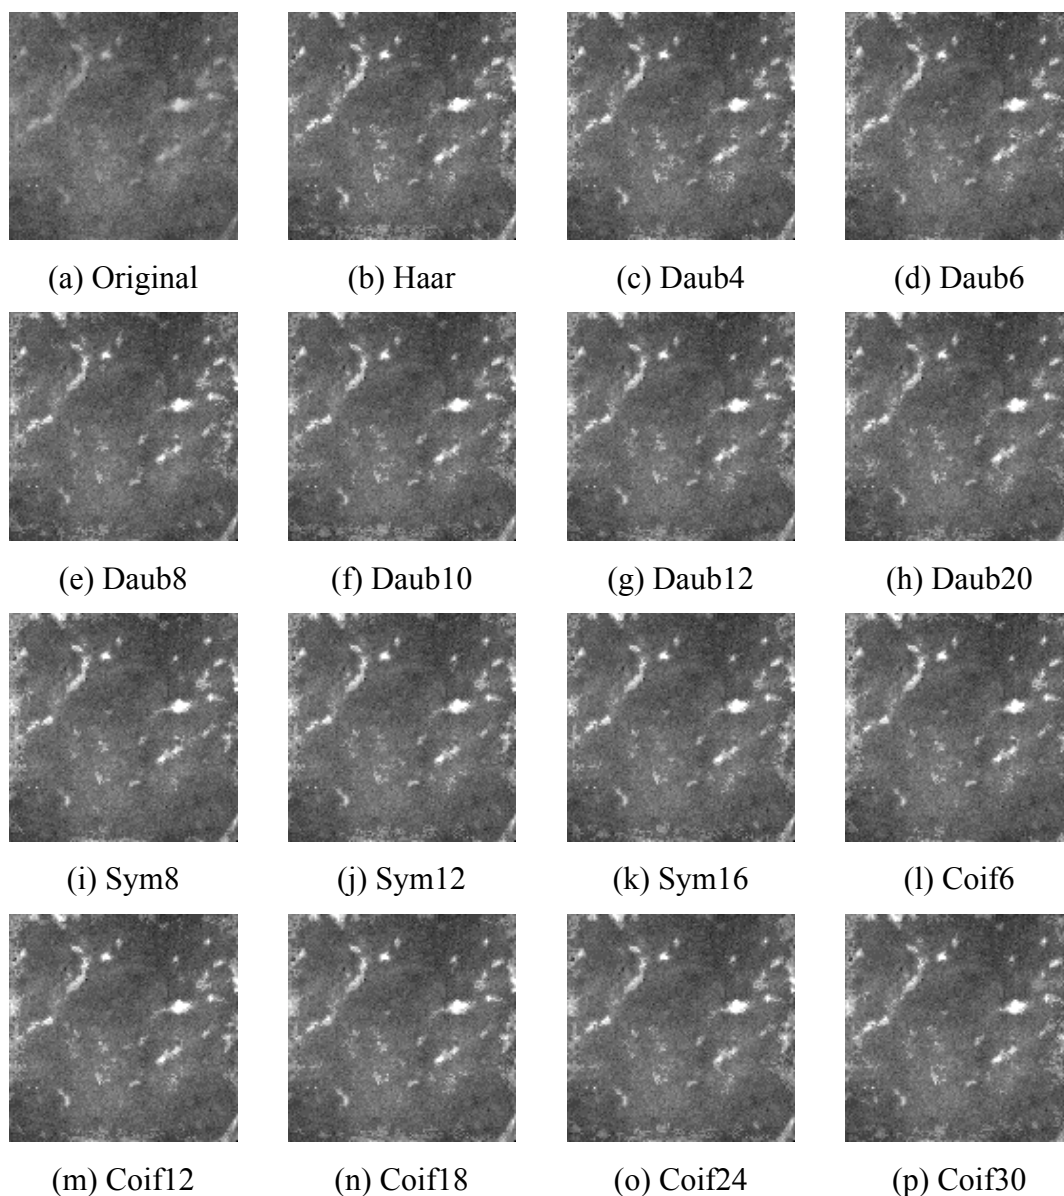 (a) Original (b) Haar (c) Daub4 (d) Daub6
(e) Daub8 (f) Daub10 (g) Daub12 (h) Daub20
(i) Sym8 (j) Sym12 (k) Sym16 (l) Coif6
(m) Coif12 (n) Coif18 (o) Coif24 (p) Coif30